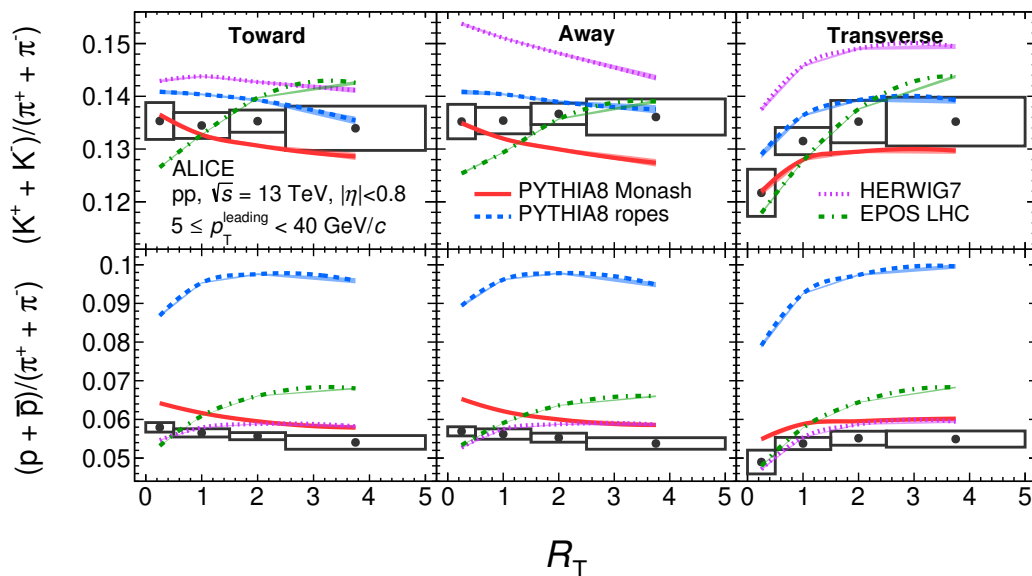 (K⁺ + K⁻)/(π⁺ + π⁻)
0.15
0.14
0.13
0.12
Toward
Away
Transverse
ALICE
pp, √s = 13 TeV, |η|<0.8
5 ≤ p_T^leading < 40 GeV/c
PYTHIA8 Monash
PYTHIA8 ropes
HERWIG7
EPOS LHC
(p + p̅)/(π⁺ + π⁻)
0.1
0.09
0.08
0.07
0.06
0.05
0 1 2 3 4 5 0 1 2 3 4 5 0 1 2 3 4 5
R_T